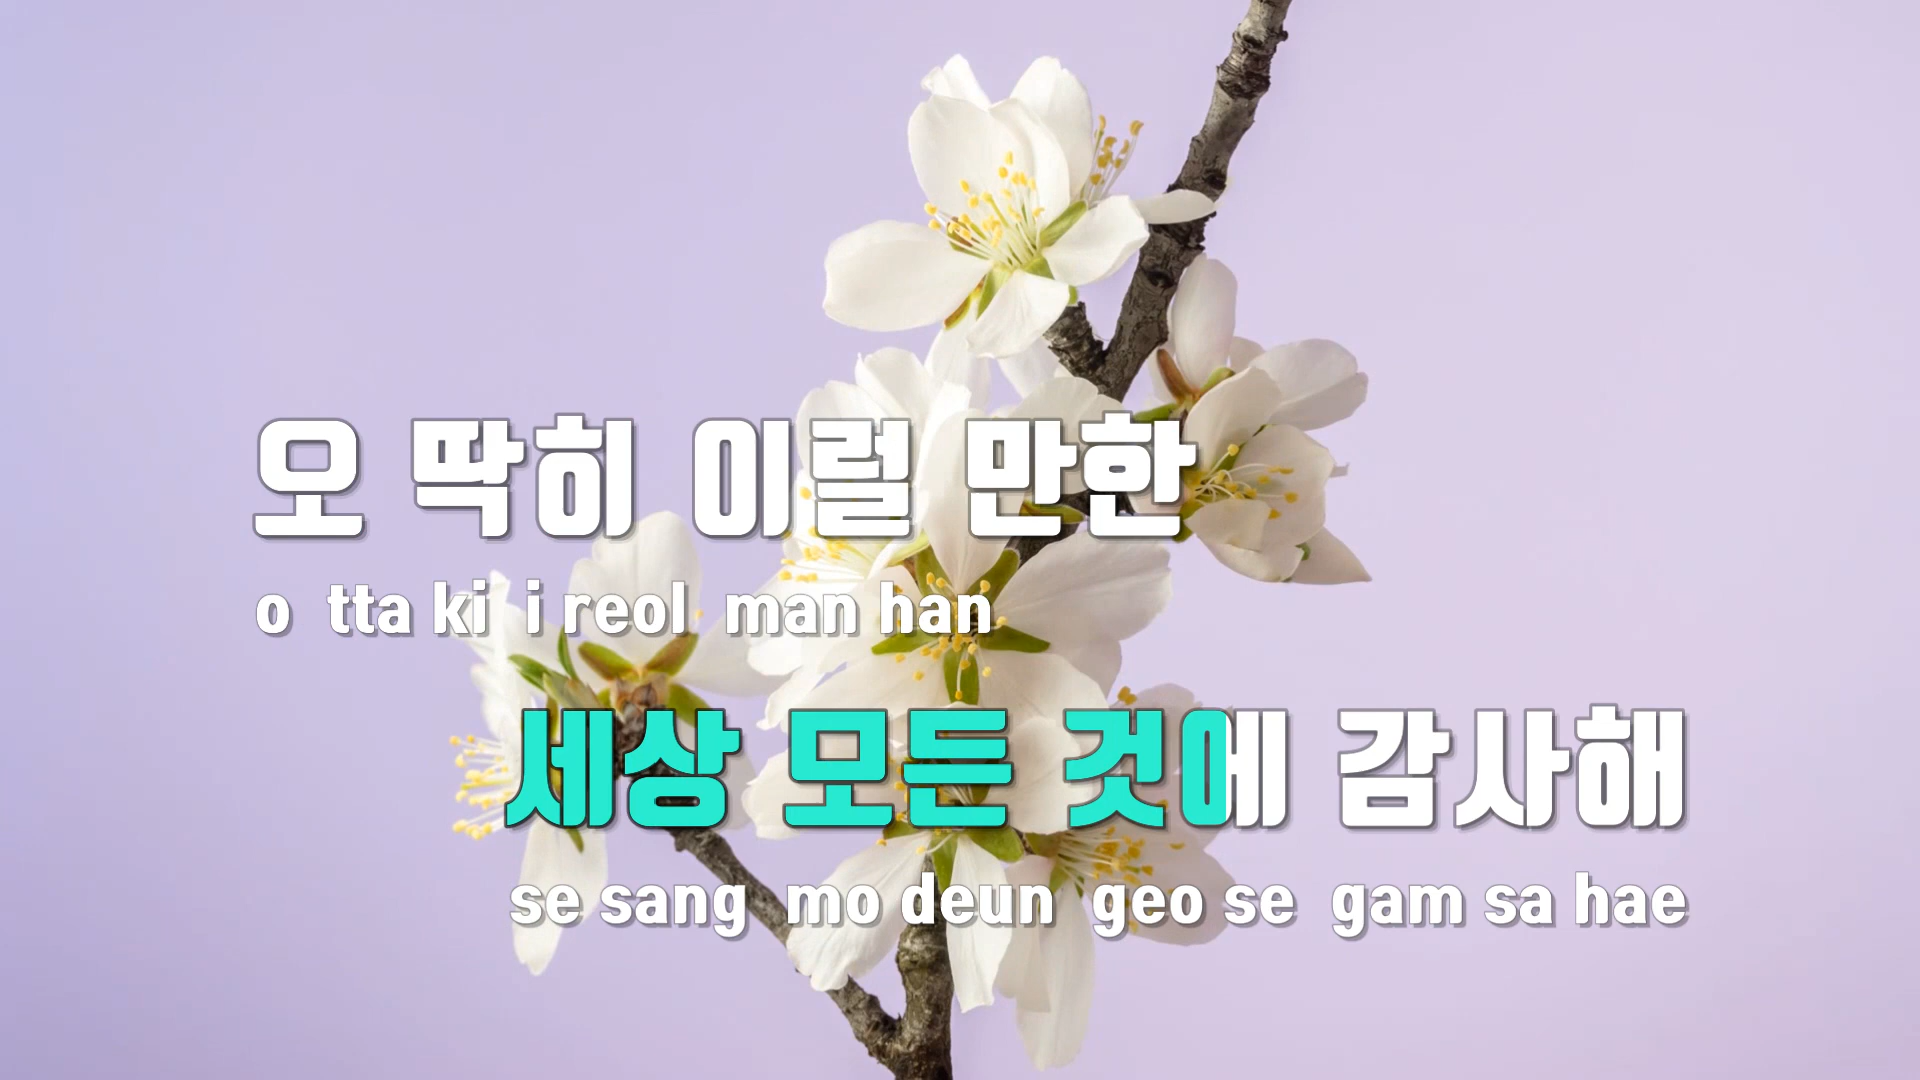 오 딱히 이럴 만한
o tta ki i reol man han
세상 모든 것에 감사해
se sang mo deun geo se gam sa hae